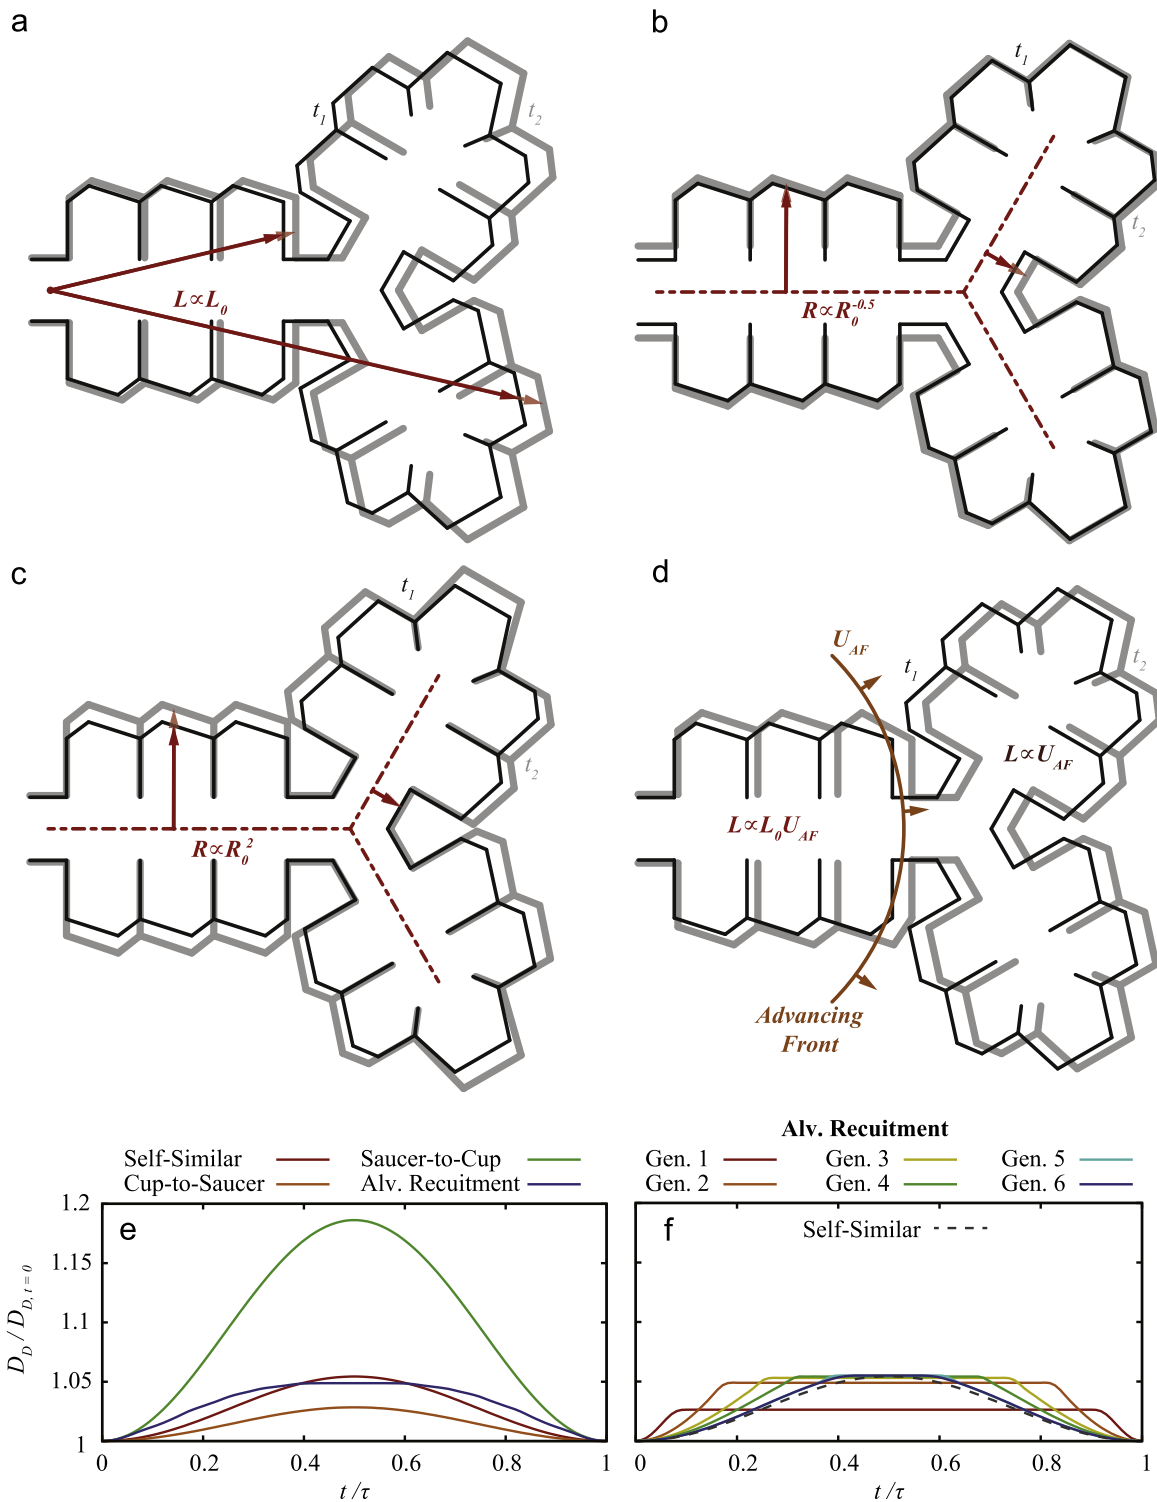 a
t1
t2
L∝L0
b
t1
t2
R∝R0^-0.5
c
t1
t2
R∝R0^2
d
UAF
t1
t2
L∝UAF
L∝L0UAF
Advancing
Front
Self-Similar
Saucer-to-Cup
Cup-to-Saucer
Alv. Recuitment
Alv. Recuitment
Gen. 1
Gen. 3
Gen. 5
Gen. 2
Gen. 4
Gen. 6
e
1.2
1.15
1.1
1.05
1
DD / DD, t = 0
0
0.2
0.4
0.6
0.8
1
t /τ
f
Self-Similar
0.2
0.4
0.6
0.8
1
t /τ